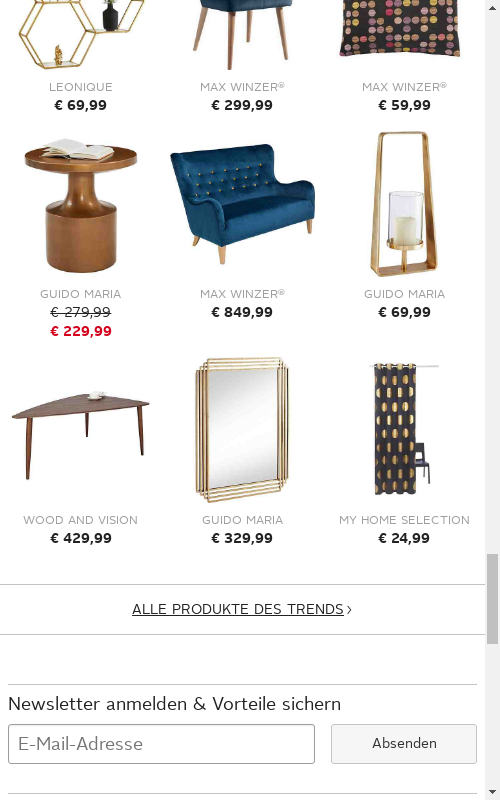 LEONIQUE MAX WINZER® MAX WINZER®
€ 69,99 € 299,99 € 59,99
GUIDO MARIA MAX WINZER® GUIDO MARIA
€ 279,99 € 849,99 € 69,99
€ 229,99
WOOD AND VISION GUIDO MARIA MY HOME SELECTION
€ 429,99 € 329,99 € 24,99
ALLE PRODUKTE DES TRENDS
Newsletter anmelden & Vorteile sichern
E-Mail-Adresse Absenden